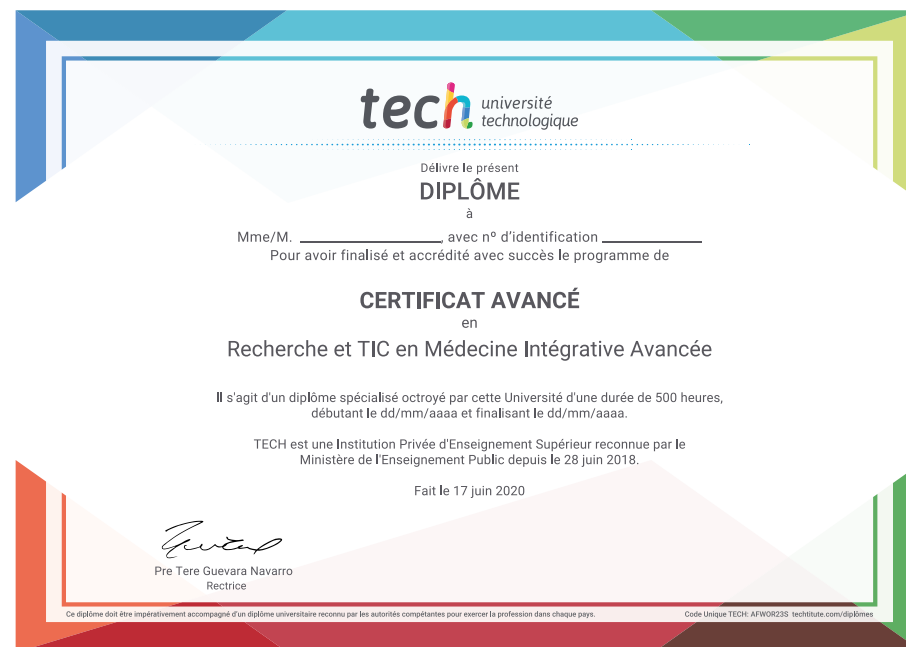 tech université
technologique
Délivre le présent
DIPLÔME
à
Mme/M. ____________________, avec nº d'identification ______________
Pour avoir finalisé et accrédité avec succès le programme de
CERTIFICAT AVANCÉ
en
Recherche et TIC en Médecine Intégrative Avancée
Il s'agit d'un diplôme spécialisé octroyé par cette Université d'une durée de 500 heures,
débutant le dd/mm/aaaa et finalisant le dd/mm/aaaa.
TECH est une Institution Privée d'Enseignement Supérieur reconnue par le
Ministère de l'Enseignement Public depuis le 28 juin 2018.
Fait le 17 juin 2020
Pre Tere Guevara Navarro
Rectrice
Ce diplôme doit être impérativement accompagné d'un diplôme universitaire reconnu par les autorités compétentes pour exercer la profession dans chaque pays.
Code Unique TECH: AFWOR23S techtitute.com/diplômes